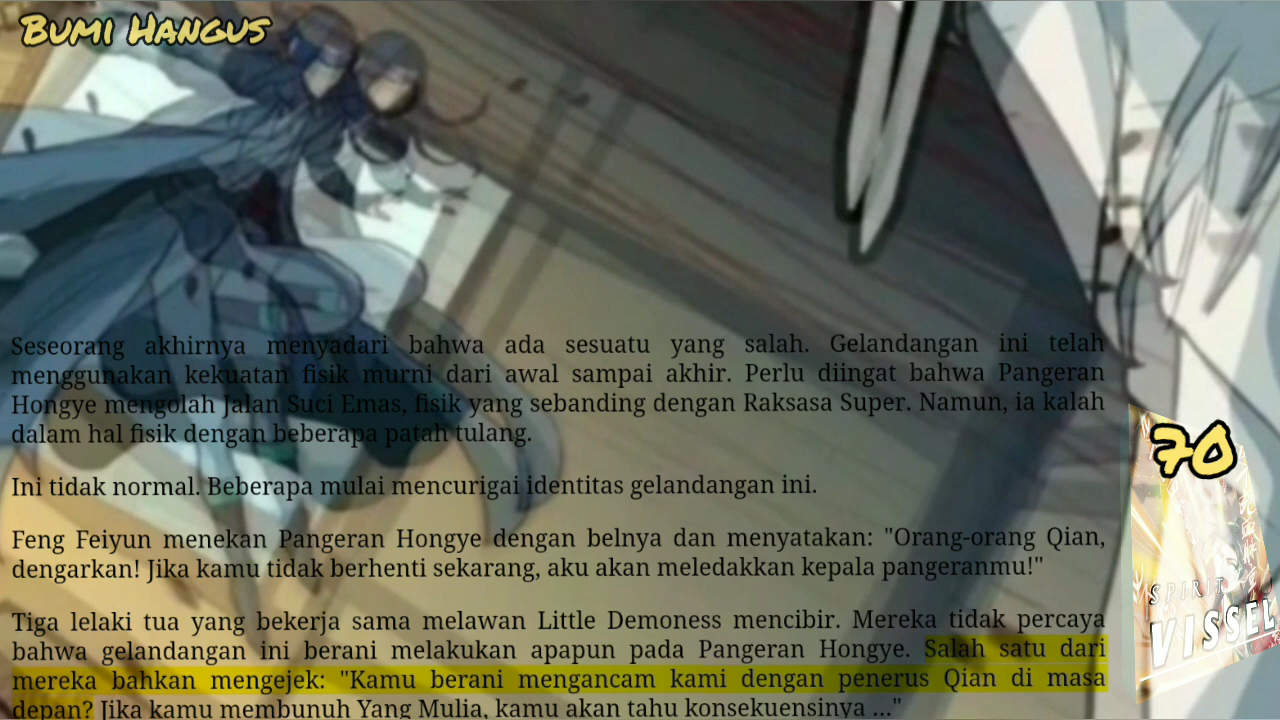 Bumi Hangus
Seseorang akhirnya menyadari bahwa ada sesuatu yang salah. Gelandangan ini telah
menggunakan kekuatan fisik murni dari awal sampai akhir. Perlu diingat bahwa Pangeran
Hongye mengolah Jalan Suci Emas, fisik yang sebanding dengan Raksasa Super. Namun, ia kalah
dalam hal fisik dengan beberapa patah tulang.
Ini tidak normal. Beberapa mulai mencurigai identitas gelandangan ini.
Feng Feiyun menekan Pangeran Hongye dengan belnya dan menyatakan: "Orang-orang Qian,
dengarkan! Jika kamu tidak berhenti sekarang, aku akan meledakkan kepala pangeranmu!"
Tiga lelaki tua yang bekerja sama melawan Little Demoness mencibir. Mereka tidak percaya
bahwa gelandangan ini berani melakukan apapun pada Pangeran Hongye. Salah satu dari
mereka bahkan mengejek: "Kamu berani mengancam kami dengan penerus Qian di masa
depan? Jika kamu membunuh Yang Mulia, kamu akan tahu konsekuensinya ..."
70
SPIRIT
VISSEL